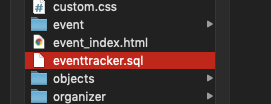 custom.css
event
event_index.html
eventtracker.sql
objects
organizer